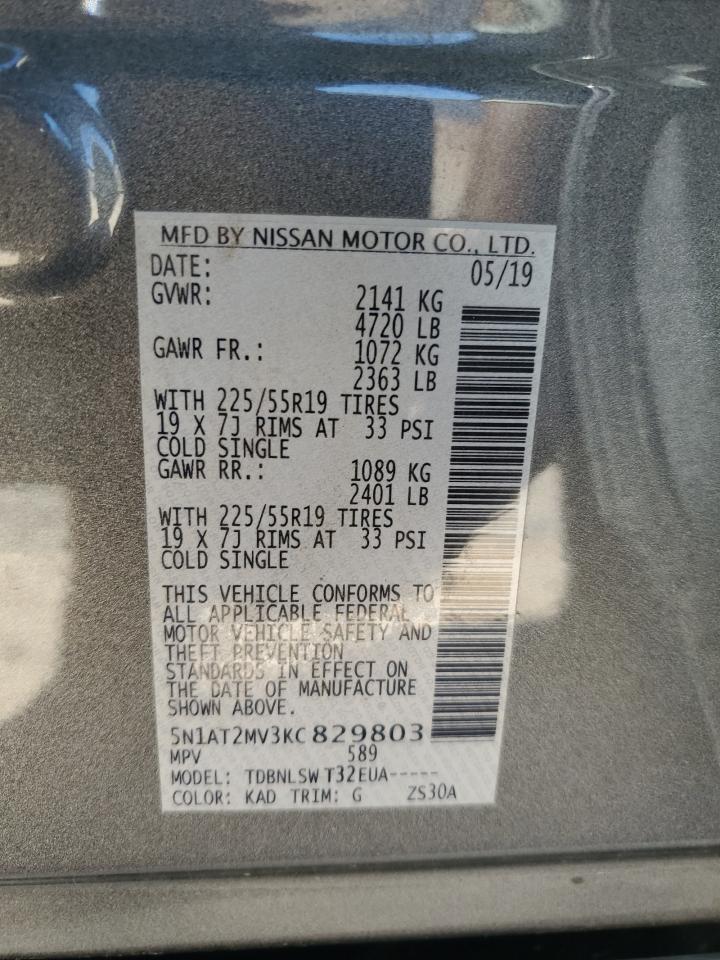 MFD BY NISSAN MOTOR CO., LTD.
DATE: 05/19
GVWR: 2141 KG
4720 LB
GAWR FR.: 1072 KG
2363 LB
WITH 225/55R19 TIRES
19 X 7J RIMS AT 33 PSI
COLD SINGLE
GAWR RR.: 1089 KG
2401 LB
WITH 225/55R19 TIRES
19 X 7J RIMS AT 33 PSI
COLD SINGLE
THIS VEHICLE CONFORMS TO
ALL APPLICABLE FEDERAL
MOTOR VEHICLE SAFETY AND
THEFT PREVENTION
STANDARDS IN EFFECT ON
THE DATE OF MANUFACTURE
SHOWN ABOVE.
5N1AT2MV3KC829803
MPV 589
MODEL: TDBNLSW T32EUA-----
COLOR: KAD TRIM: G ZS30A